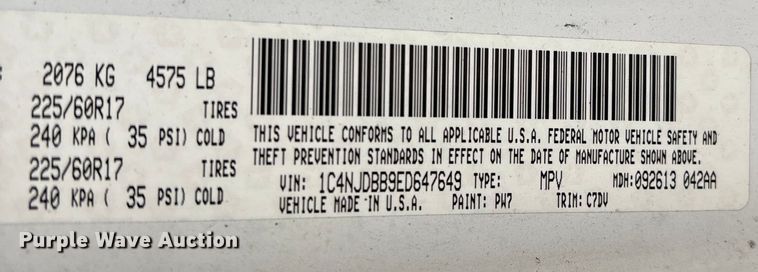 2076 KG 4575 LB
225/60R17 TIRES
240 KPA ( 35 PSI) COLD
225/60R17 TIRES
240 KPA ( 35 PSI) COLD
THIS VEHICLE CONFORMS TO ALL APPLICABLE U.S.A. FEDERAL MOTOR VEHICLE SAFETY AND
THEFT PREVENTION STANDARDS IN EFFECT ON THE DATE OF MANUFACTURE SHOWN ABOVE.
VIN: 1C4NJDBB9ED647649 TYPE: MPV MDH:092613 042AA
VEHICLE MADE IN U.S.A. PAINT: PW7 TRIM: C7DV
Purple Wave Auction